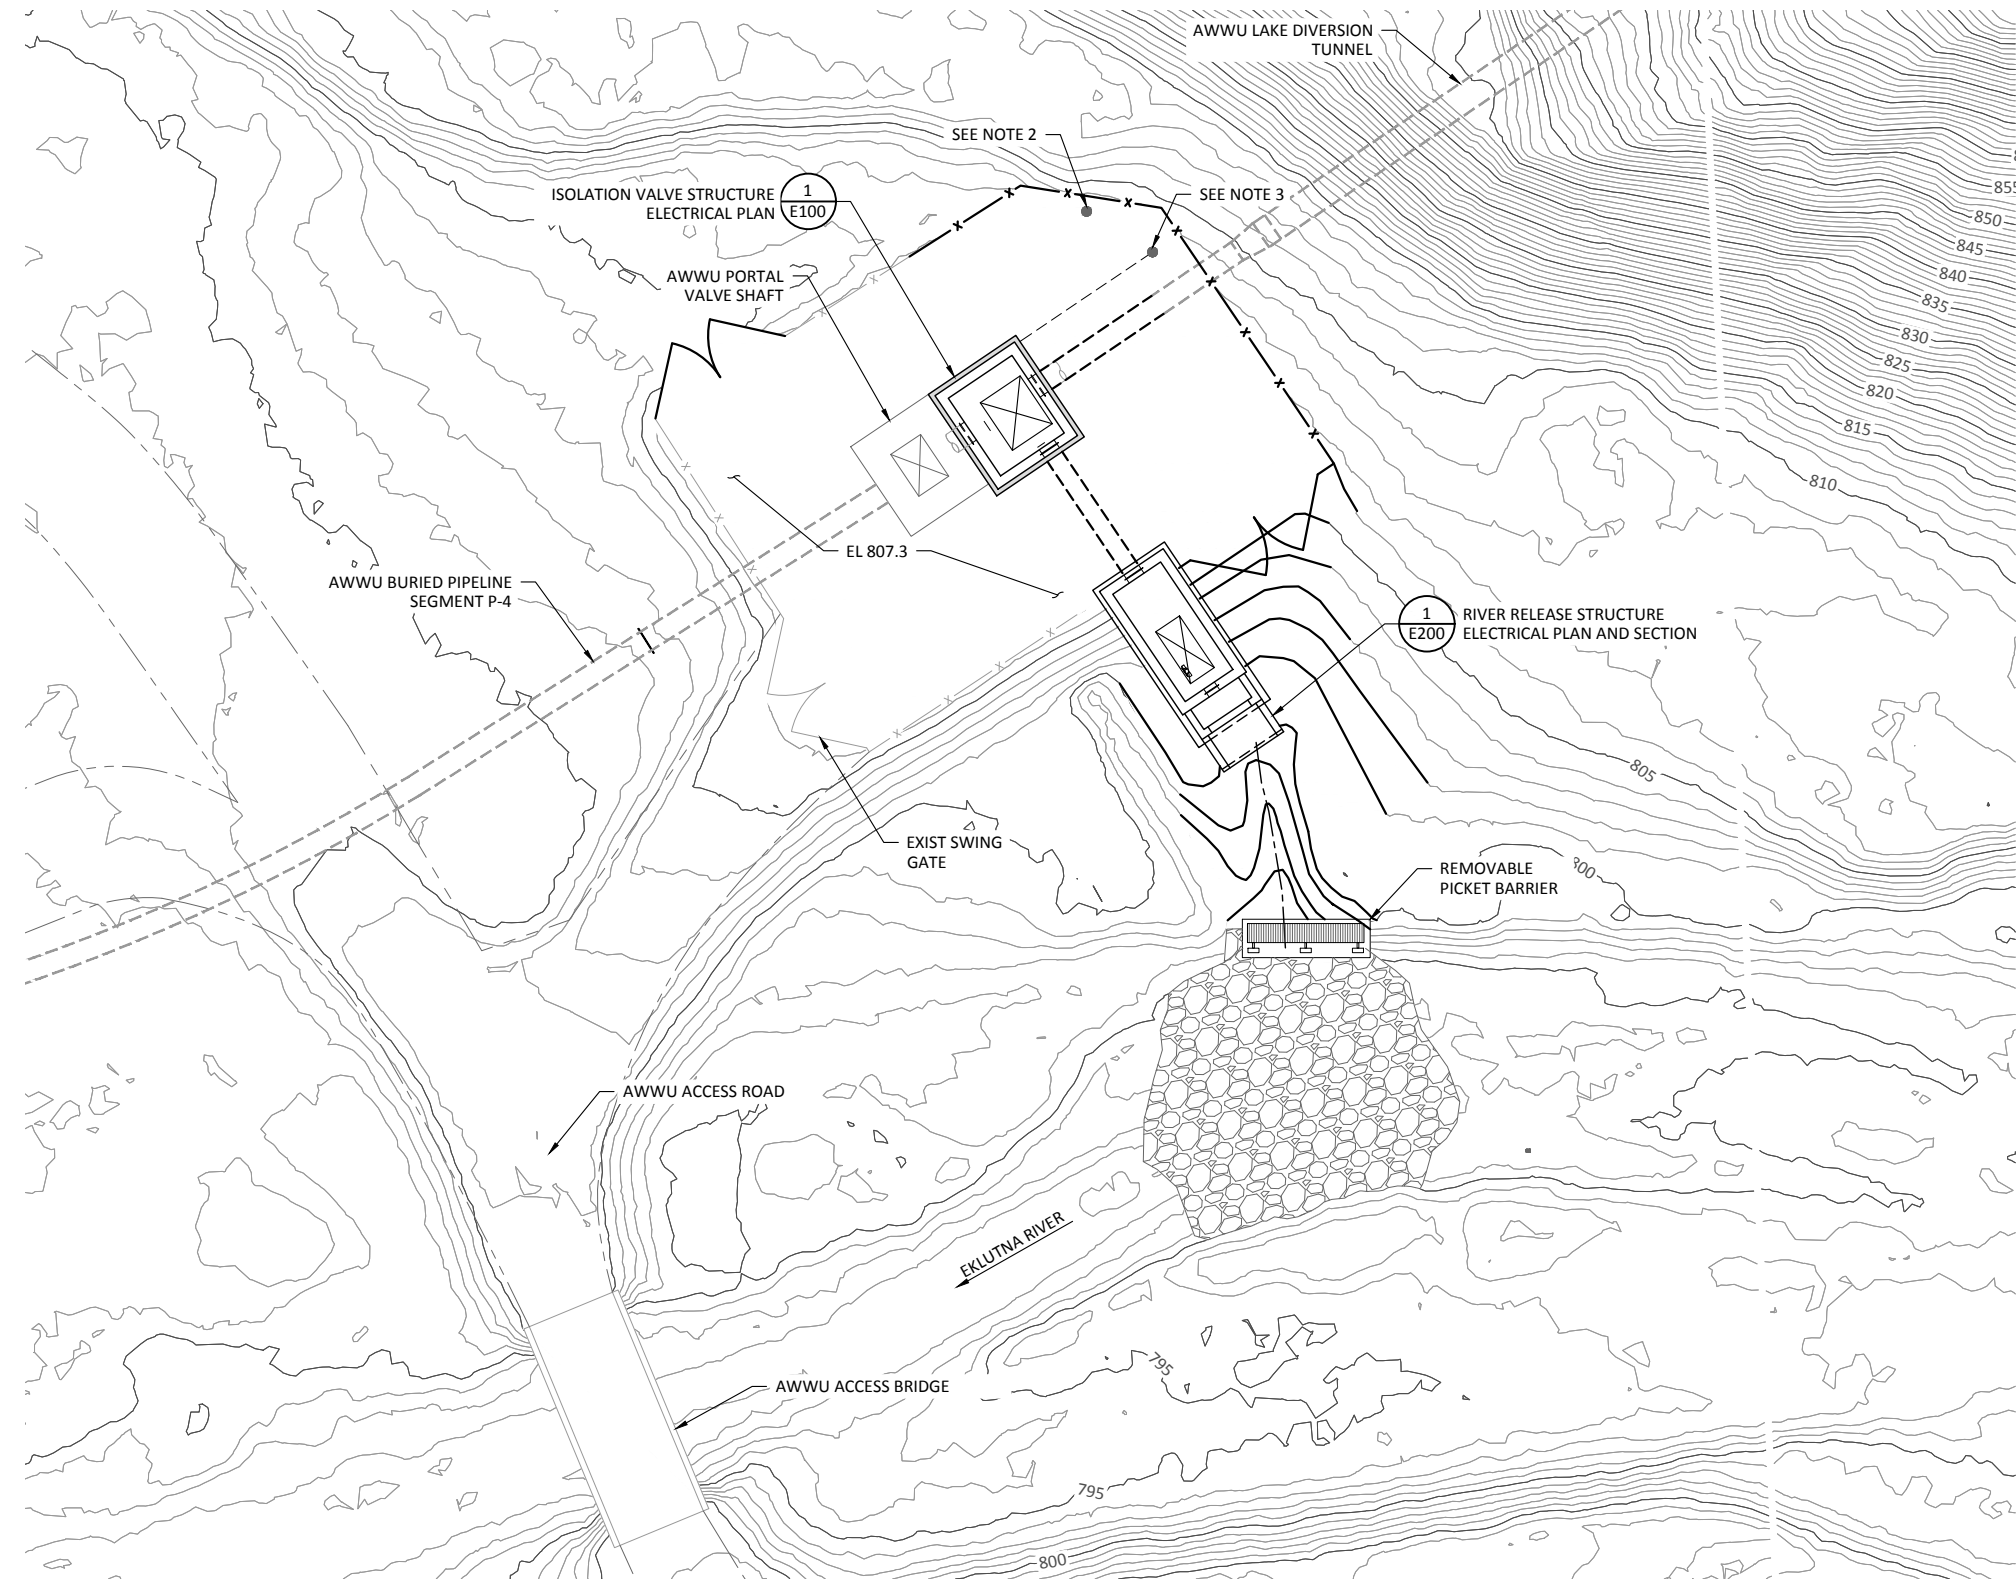 AWWU LAKE DIVERSION
TUNNEL
SEE NOTE 2
ISOLATION VALVE STRUCTURE
ELECTRICAL PLAN
1
E100
SEE NOTE 3
855
850
845
840
835
830
825
820
815
810
AWWU PORTAL
VALVE SHAFT
EL 807.3
AWWU BURIED PIPELINE
SEGMENT P-4
1
E200
RIVER RELEASE STRUCTURE
ELECTRICAL PLAN AND SECTION
805
EXIST SWING
GATE
REMOVABLE
PICKET BARRIER
800
AWWU ACCESS ROAD
EKLUTNA RIVER
795
AWWU ACCESS BRIDGE
795
800